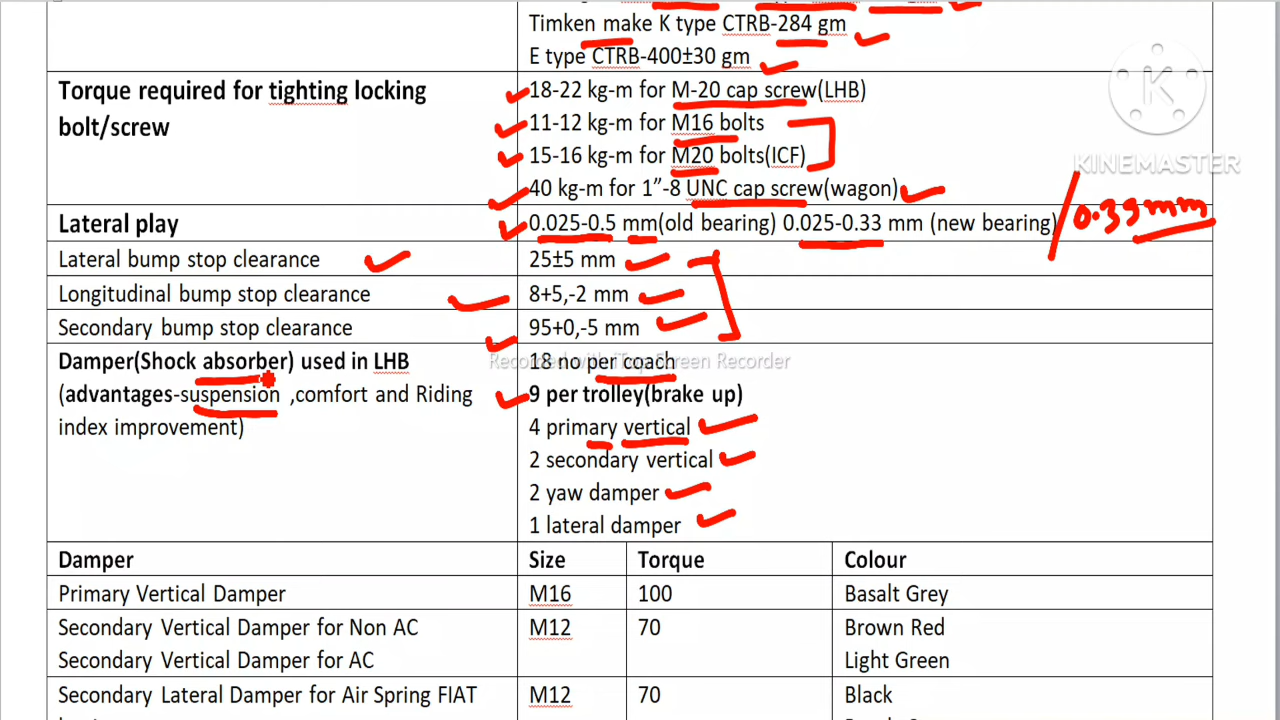 Timken make K type CTRB-284 gm
E type CTRB-400±30 gm
Torque required for tighting locking
bolt/screw
18-22 kg-m for M-20 cap screw(LHB)
11-12 kg-m for M16 bolts
15-16 kg-m for M20 bolts(ICF)
40 kg-m for 1”-8 UNC cap screw(wagon)
K
KINEMASTER
Lateral play
0.025-0.5 mm(old bearing) 0.025-0.33 mm (new bearing)
/0.33mm
Lateral bump stop clearance
25±5 mm
Longitudinal bump stop clearance
8+5,-2 mm
Secondary bump stop clearance
95+0,-5 mm
Damper(Shock absorber) used in LHB
(advantages-suspension ,comfort and Riding
index improvement)
18 no per coach
Recorded with iTop Screen Recorder
9 per trolley(brake up)
4 primary vertical
2 secondary vertical
2 yaw damper
1 lateral damper
Damper Size Torque Colour
Primary Vertical Damper M16 100 Basalt Grey
Secondary Vertical Damper for Non AC M12 70 Brown Red
Secondary Vertical Damper for AC Light Green
Secondary Lateral Damper for Air Spring FIAT M12 70 Black